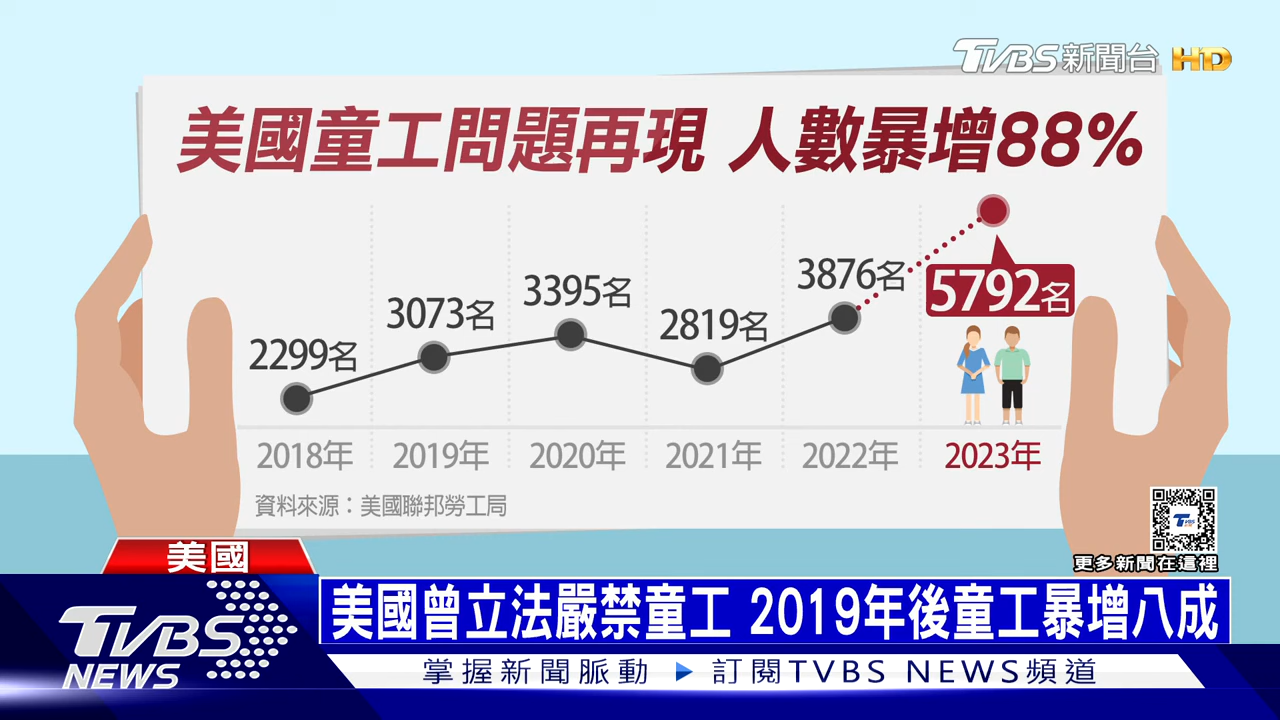 TVBS新聞台 HD
美國童工問題再現 人數暴增88%
2299名
3073名
3395名
2819名
3876名
5792名
2018年
2019年
2020年
2021年
2022年
2023年
資料來源：美國聯邦勞工局
TVBS
更多新聞在這裡
美國
美國曾立法嚴禁童工 2019年後童工暴增八成
TVBS
NEWS
掌握新聞脈動 ▶ 訂閱TVBS NEWS頻道